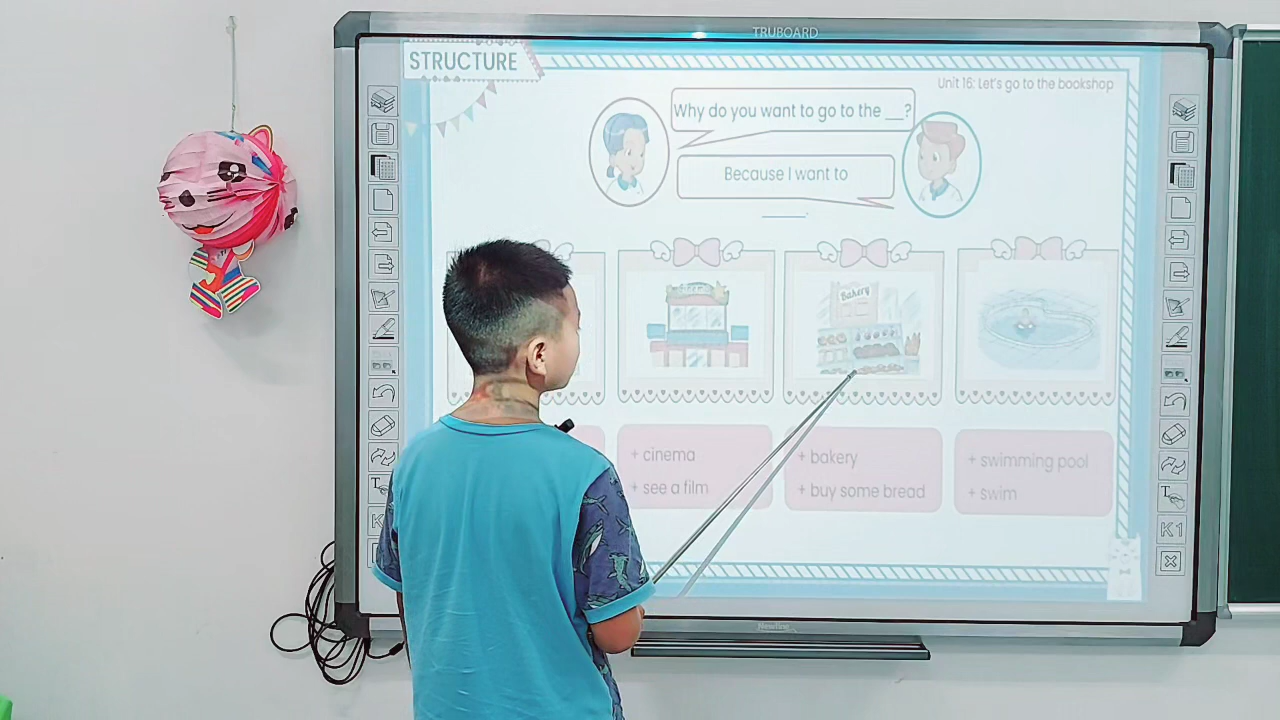 TRUBOARD
STRUCTURE
Unit 16: Let's go to the bookshop
Why do you want to go to the __?
Because I want to
____.
Bakery
+ cinema
+ see a film
+ bakery
+ buy some bread
+ swimming pool
+ swim
K1